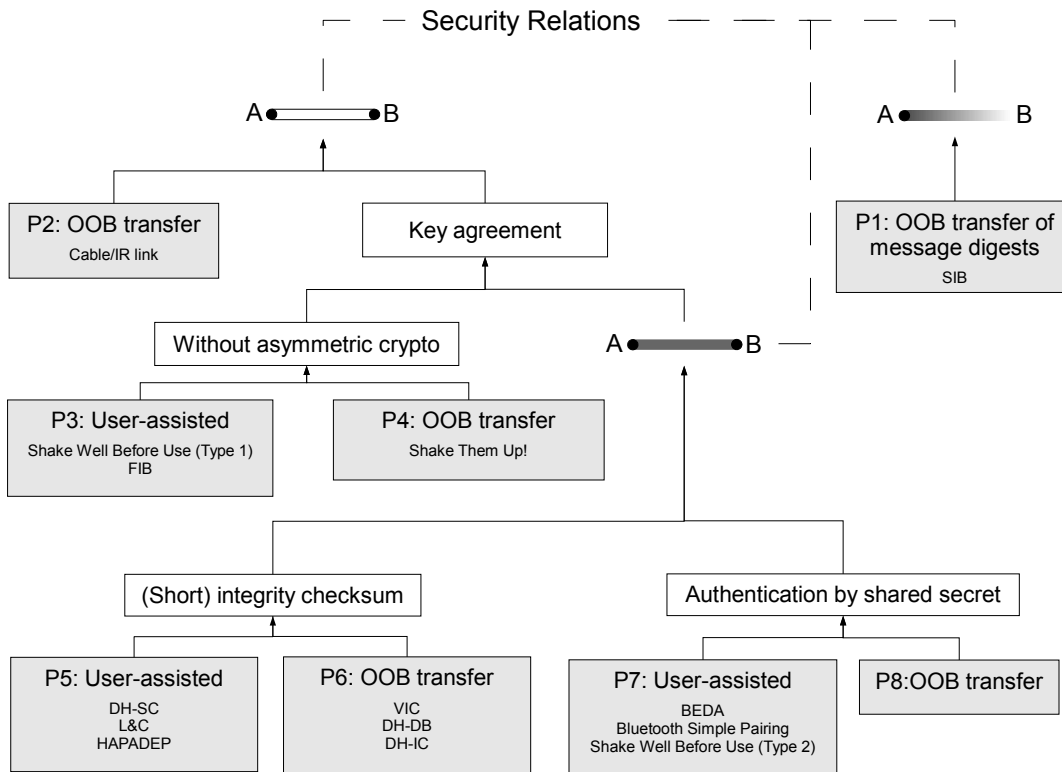 Security Relations
A B
A B
P2: OOB transfer
Cable/IR link
Key agreement
P1: OOB transfer of
message digests
SIB
Without asymmetric crypto
A B
P3: User-assisted
Shake Well Before Use (Type 1)
FIB
P4: OOB transfer
Shake Them Up!
(Short) integrity checksum
Authentication by shared secret
P5: User-assisted
DH-SC
L&C
HAPADEP
P6: OOB transfer
VIC
DH-DB
DH-IC
P7: User-assisted
BEDA
Bluetooth Simple Pairing
Shake Well Before Use (Type 2)
P8:OOB transfer